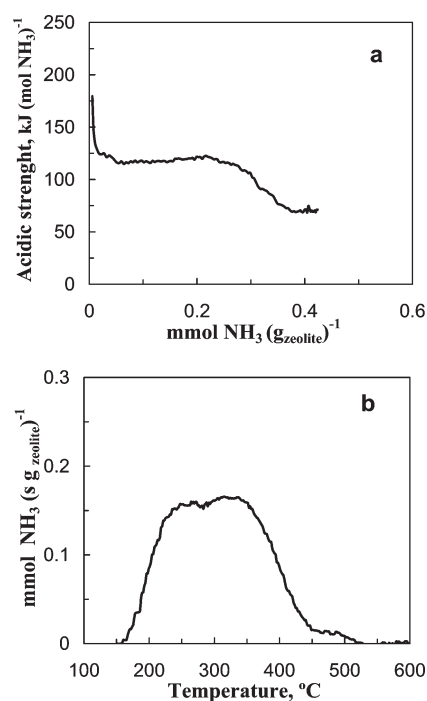 250
a
200
150
100
50
0
0 0.2 0.4 0.6
Acidic strenght, kJ (mol NH₃)⁻¹
mmol NH₃ (g_zeolite)⁻¹
0.3
b
0.2
0.1
0
100 200 300 400 500 600
mmol NH₃ (s g zeolite)⁻¹
Temperature, ºC